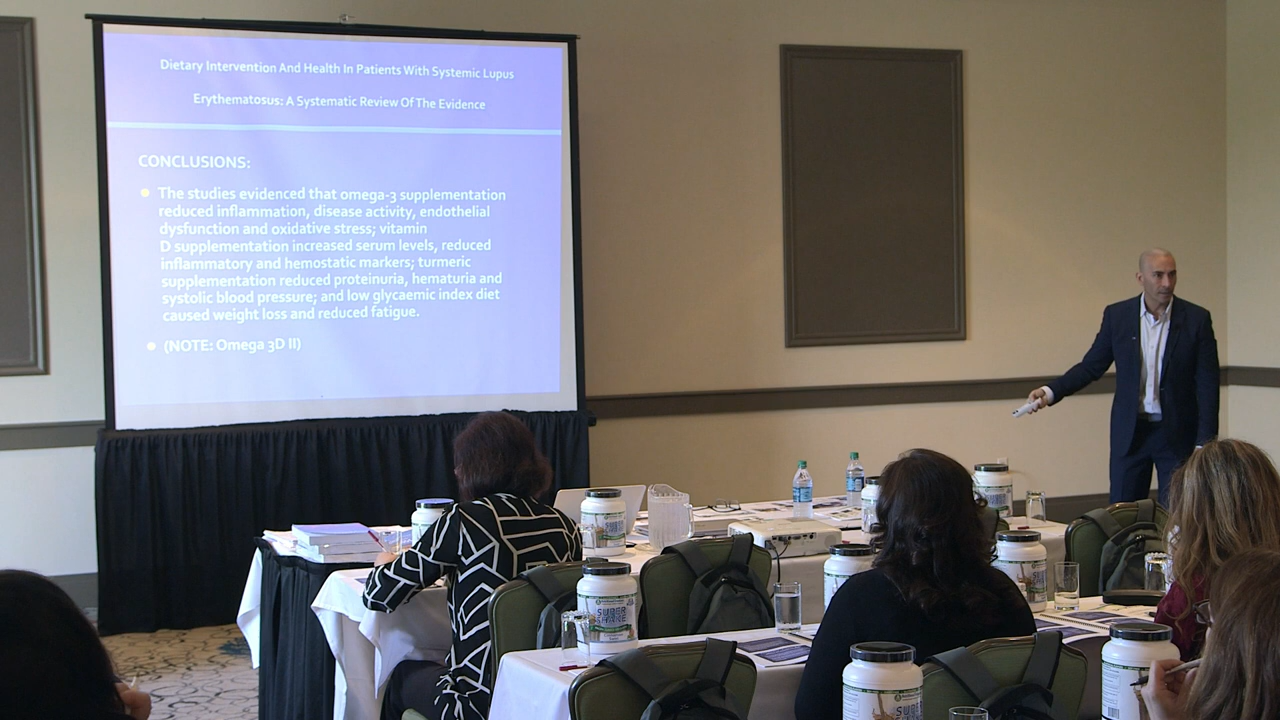 Dietary Intervention And Health In Patients With Systemic Lupus
Erythematosus: A Systematic Review Of The Evidence
CONCLUSIONS:
The studies evidenced that omega-3 supplementation
reduced inflammation, disease activity, endothelial
dysfunction and oxidative stress; vitamin
D supplementation increased serum levels, reduced
inflammatory and hemostatic markers; turmeric
supplementation reduced proteinuria, hematuria and
systolic blood pressure; and low glycaemic index diet
caused weight loss and reduced fatigue.
(NOTE: Omega 3D II)
SUPER
SHAKE
SUPER